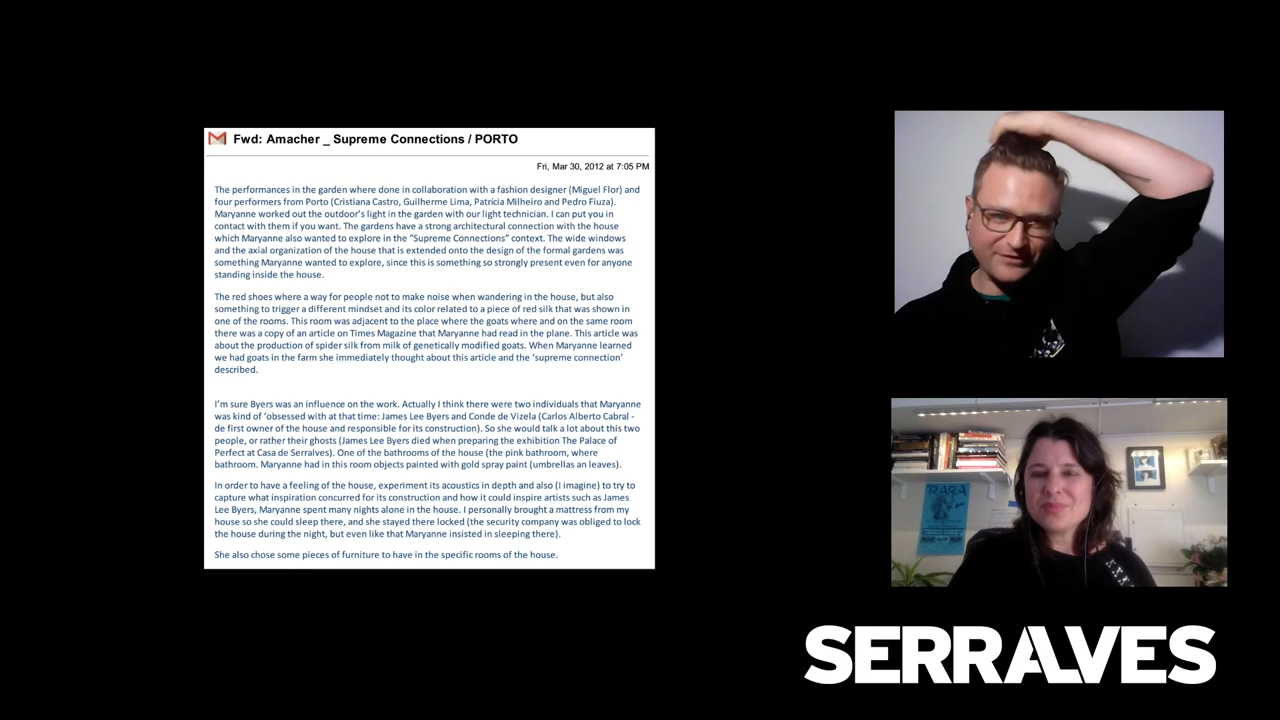 Fwd: Amacher _ Supreme Connections / PORTO
Fri, Mar 30, 2012 at 7:05 PM
The performances in the garden where done in collaboration with a fashion designer (Miguel Flor) and
four performers from Porto (Cristiana Castro, Guilherme Lima, Patrícia Milheiro and Pedro Fiuza).
Maryanne worked out the outdoor's light in the garden with our light technician. I can put you in
contact with them if you want. The gardens have a strong architectural connection with the house
which Maryanne also wanted to explore in the "Supreme Connections" context. The wide windows
and the axial organization of the house that is extended onto the design of the formal gardens was
something Maryanne wanted to explore, since this is something so strongly present even for anyone
standing inside the house.
The red shoes where a way for people not to make noise when wandering in the house, but also
something to trigger a different mindset and its color related to a piece of red silk that was shown in
one of the rooms. This room was adjacent to the place where the goats where and on the same room
there was a copy of an article on Times Magazine that Maryanne had read in the plane. This article was
about the production of spider silk from milk of genetically modified goats. When Maryanne learned
we had goats in the farm she immediately thought about this article and the 'supreme connection'
described.
I'm sure Byers was an influence on the work. Actually I think there were two individuals that Maryanne
was kind of 'obsessed with at that time: James Lee Byers and Conde de Vizela (Carlos Alberto Cabral -
de first owner of the house and responsible for its construction). So she would talk a lot about this two
people, or rather their ghosts (James Lee Byers died when preparing the exhibition The Palace of
Perfect at Casa de Serralves). One of the bathrooms of the house (the pink bathroom, where
bathroom. Maryanne had in this room objects painted with gold spray paint (umbrellas an leaves).
In order to have a feeling of the house, experiment its acoustics in depth and also (I imagine) to try to
capture what inspiration concurred for its construction and how it could inspire artists such as James
Lee Byers, Maryanne spent many nights alone in the house. I personally brought a mattress from my
house so she could sleep there, and she stayed there locked (the security company was obliged to lock
the house during the night, but even like that Maryanne insisted in sleeping there).
She also chose some pieces of furniture to have in the specific rooms of the house.
SERRALVES